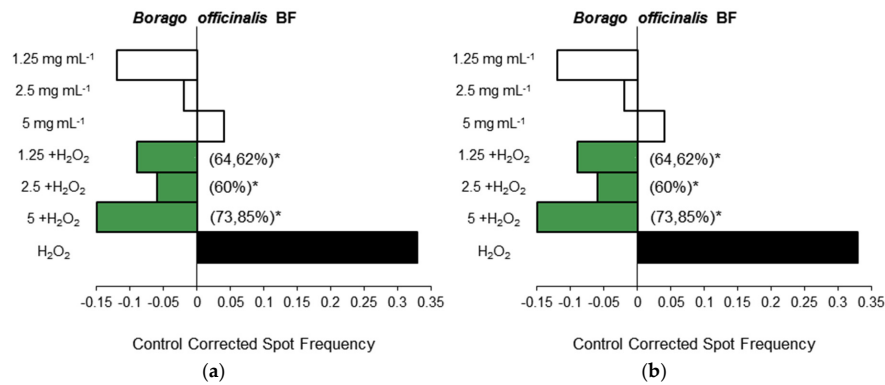 Borago officinalis BF
1.25 mg mL-1
2.5 mg mL-1
5 mg mL-1
1.25 +H2O2 (64,62%)*
2.5 +H2O2 (60%)*
5 +H2O2 (73,85%)*
H2O2
-0.15 -0.1 -0.05 0 0.05 0.1 0.15 0.2 0.25 0.3 0.35
Control Corrected Spot Frequency
(a)
Borago officinalis BF
1.25 mg mL-1
2.5 mg mL-1
5 mg mL-1
1.25 +H2O2 (64,62%)*
2.5 +H2O2 (60%)*
5 +H2O2 (73,85%)*
H2O2
-0.15 -0.1 -0.05 0 0.05 0.1 0.15 0.2 0.25 0.3 0.35
Control Corrected Spot Frequency
(b)